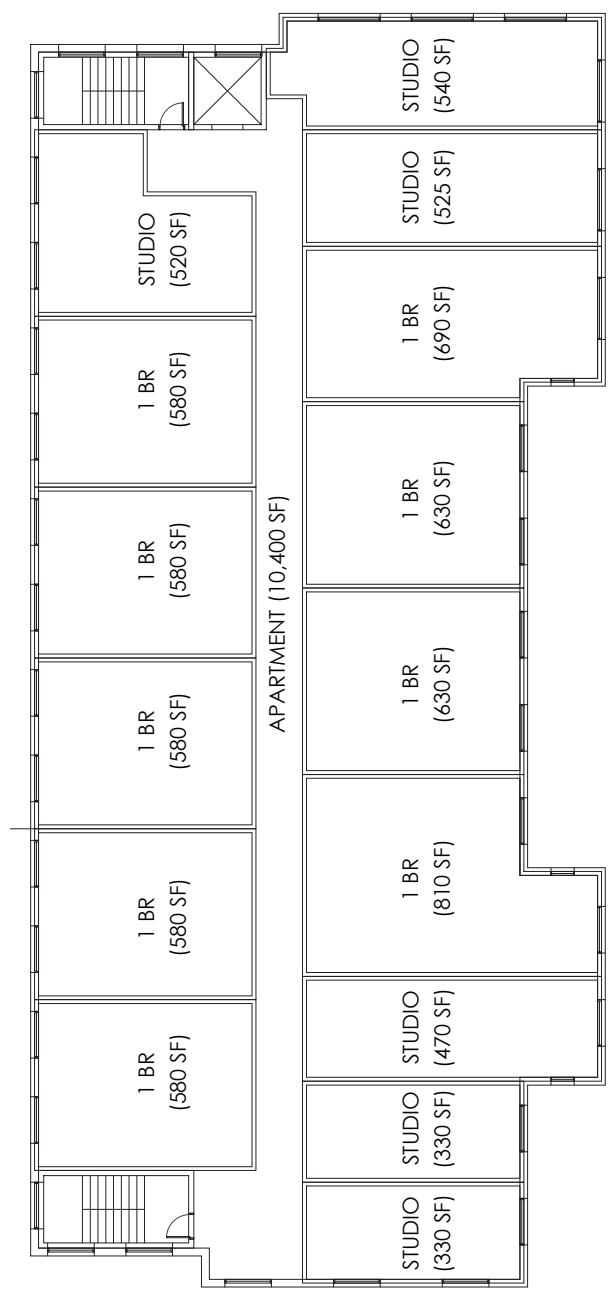 1 BR
(580 SF)
1 BR
(580 SF)
1 BR
(580 SF)
1 BR
(580 SF)
1 BR
(580 SF)
STUDIO
(520 SF)
APARTMENT (10,400 SF)
STUDIO
(330 SF)
STUDIO
(330 SF)
STUDIO
(470 SF)
1 BR
(810 SF)
1 BR
(630 SF)
1 BR
(630 SF)
1 BR
(690 SF)
STUDIO
(525 SF)
STUDIO
(540 SF)